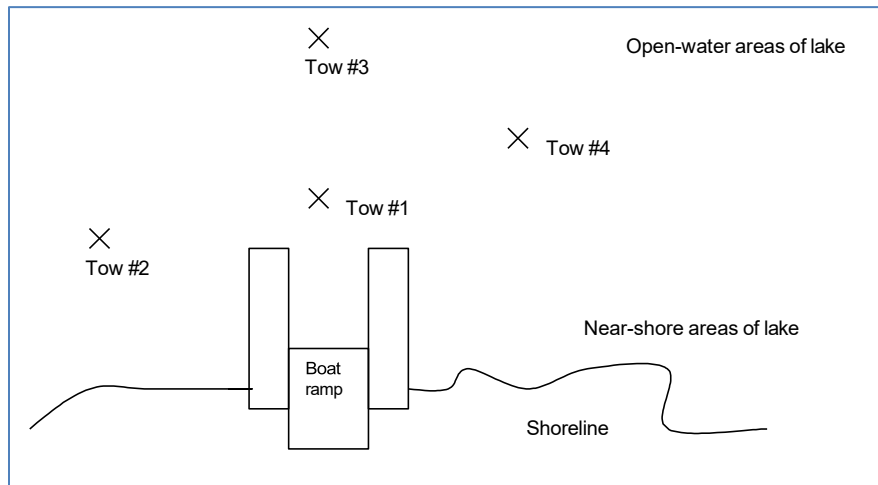 Open-water areas of lake
Tow #3
Tow #4
Tow #1
Tow #2
Near-shore areas of lake
Boat
ramp
Shoreline